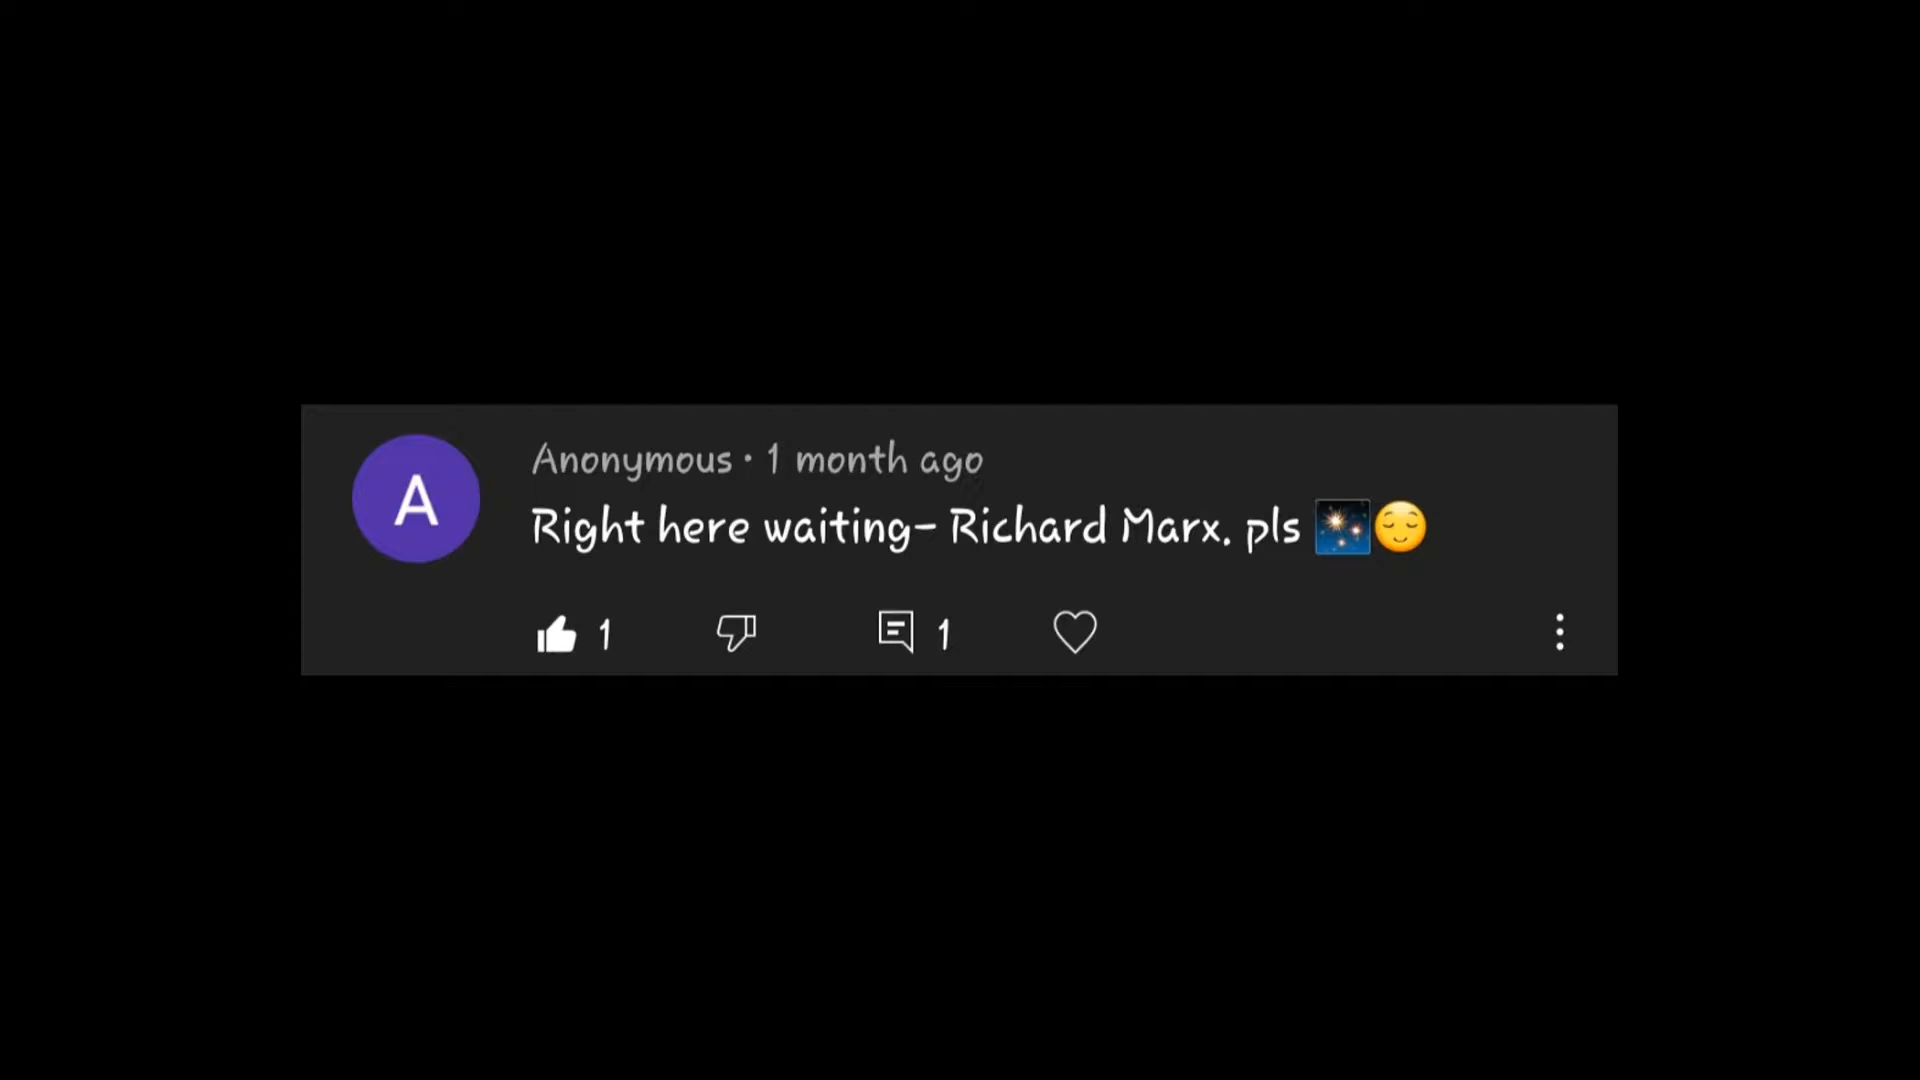 A
Anonymous · 1 month ago
Right here waiting- Richard Marx. pls 🎇😌
1 1